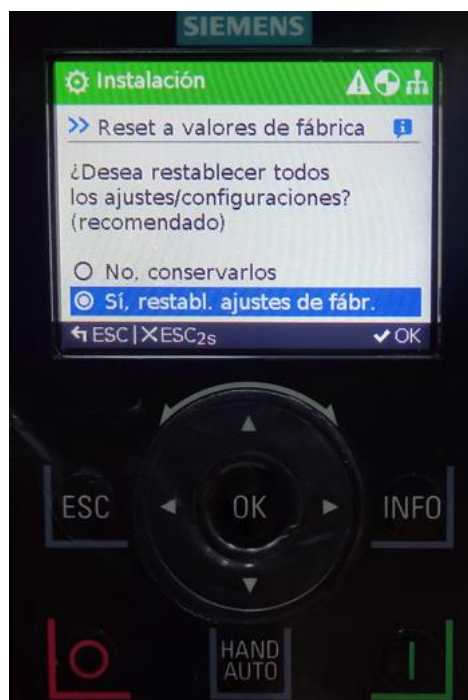 SIEMENS
Instalación
>> Reset a valores de fábrica
¿Desea restablecer todos
los ajustes/configuraciones?
(recomendado)
No, conservarlos
Sí, restabl. ajustes de fábr.
ESC | ESC2s OK
ESC OK INFO
HAND
AUTO